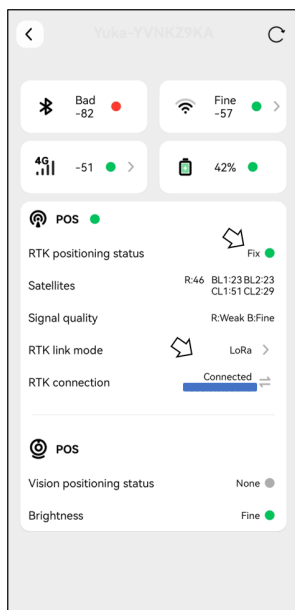 Yuka-YVNKZ9KA
Bad
-82
Fine
-57
4G
-51
42%
POS
RTK positioning status Fix
Satellites R:46 BL1:23 BL2:23
CL1:51 CL2:29
Signal quality R:Weak B:Fine
RTK link mode LoRa
RTK connection Connected
POS
Vision positioning status None
Brightness Fine